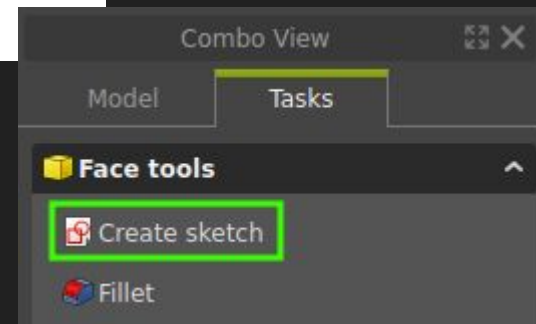 Combo View
Model Tasks
Face tools
Create sketch
Fillet